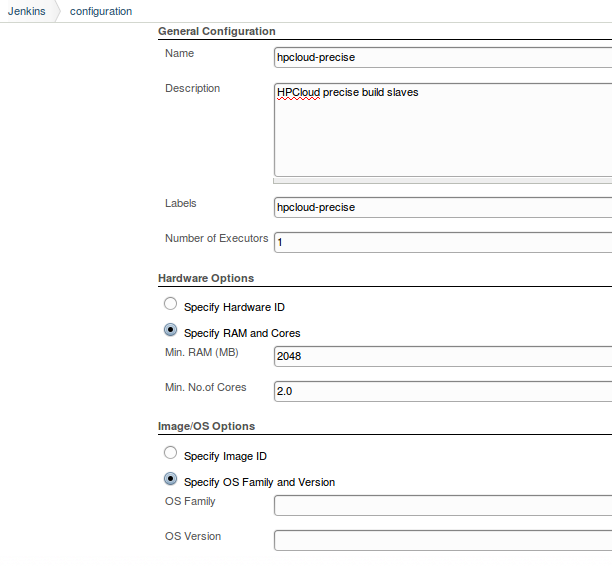 Jenkins configuration
General Configuration
Name hpcloud-precise
Description HPCloud precise build slaves
Labels hpcloud-precise
Number of Executors 1
Hardware Options
Specify Hardware ID
Specify RAM and Cores
Min. RAM (MB) 2048
Min. No.of Cores 2.0
Image/OS Options
Specify Image ID
Specify OS Family and Version
OS Family
OS Version